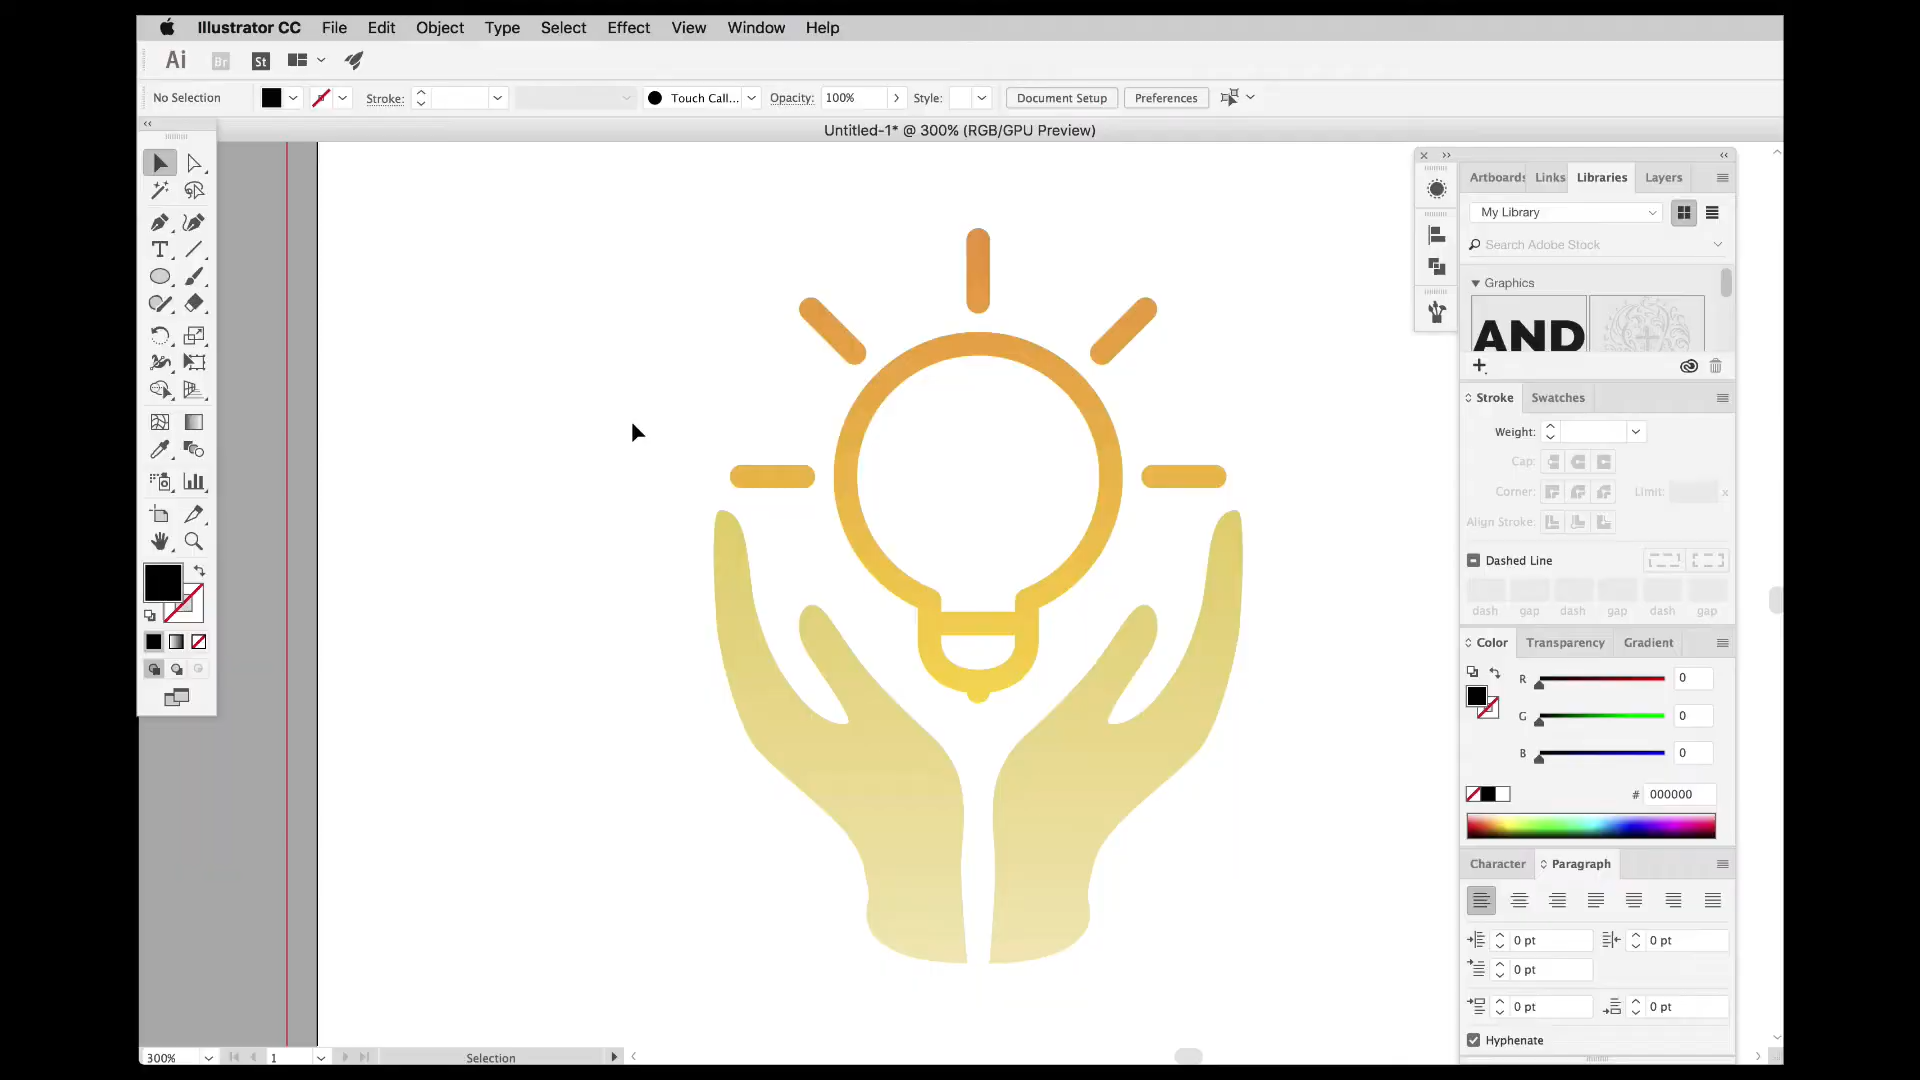 Illustrator CC File Edit Object Type Select Effect View Window Help
Ai Br St
No Selection Stroke: Touch Call... Opacity: 100% Style: Document Setup Preferences
Untitled-1* @ 300% (RGB/GPU Preview)
Artboards Links Libraries Layers
My Library
Search Adobe Stock
Graphics
AND
Stroke Swatches
Weight:
Cap:
Corner: Limit: x
Align Stroke:
Dashed Line
dash gap dash gap dash gap
Color Transparency Gradient
R 0
G 0
B 0
# 000000
Character Paragraph
0 pt 0 pt
0 pt
0 pt 0 pt
Hyphenate
300% 1 Selection